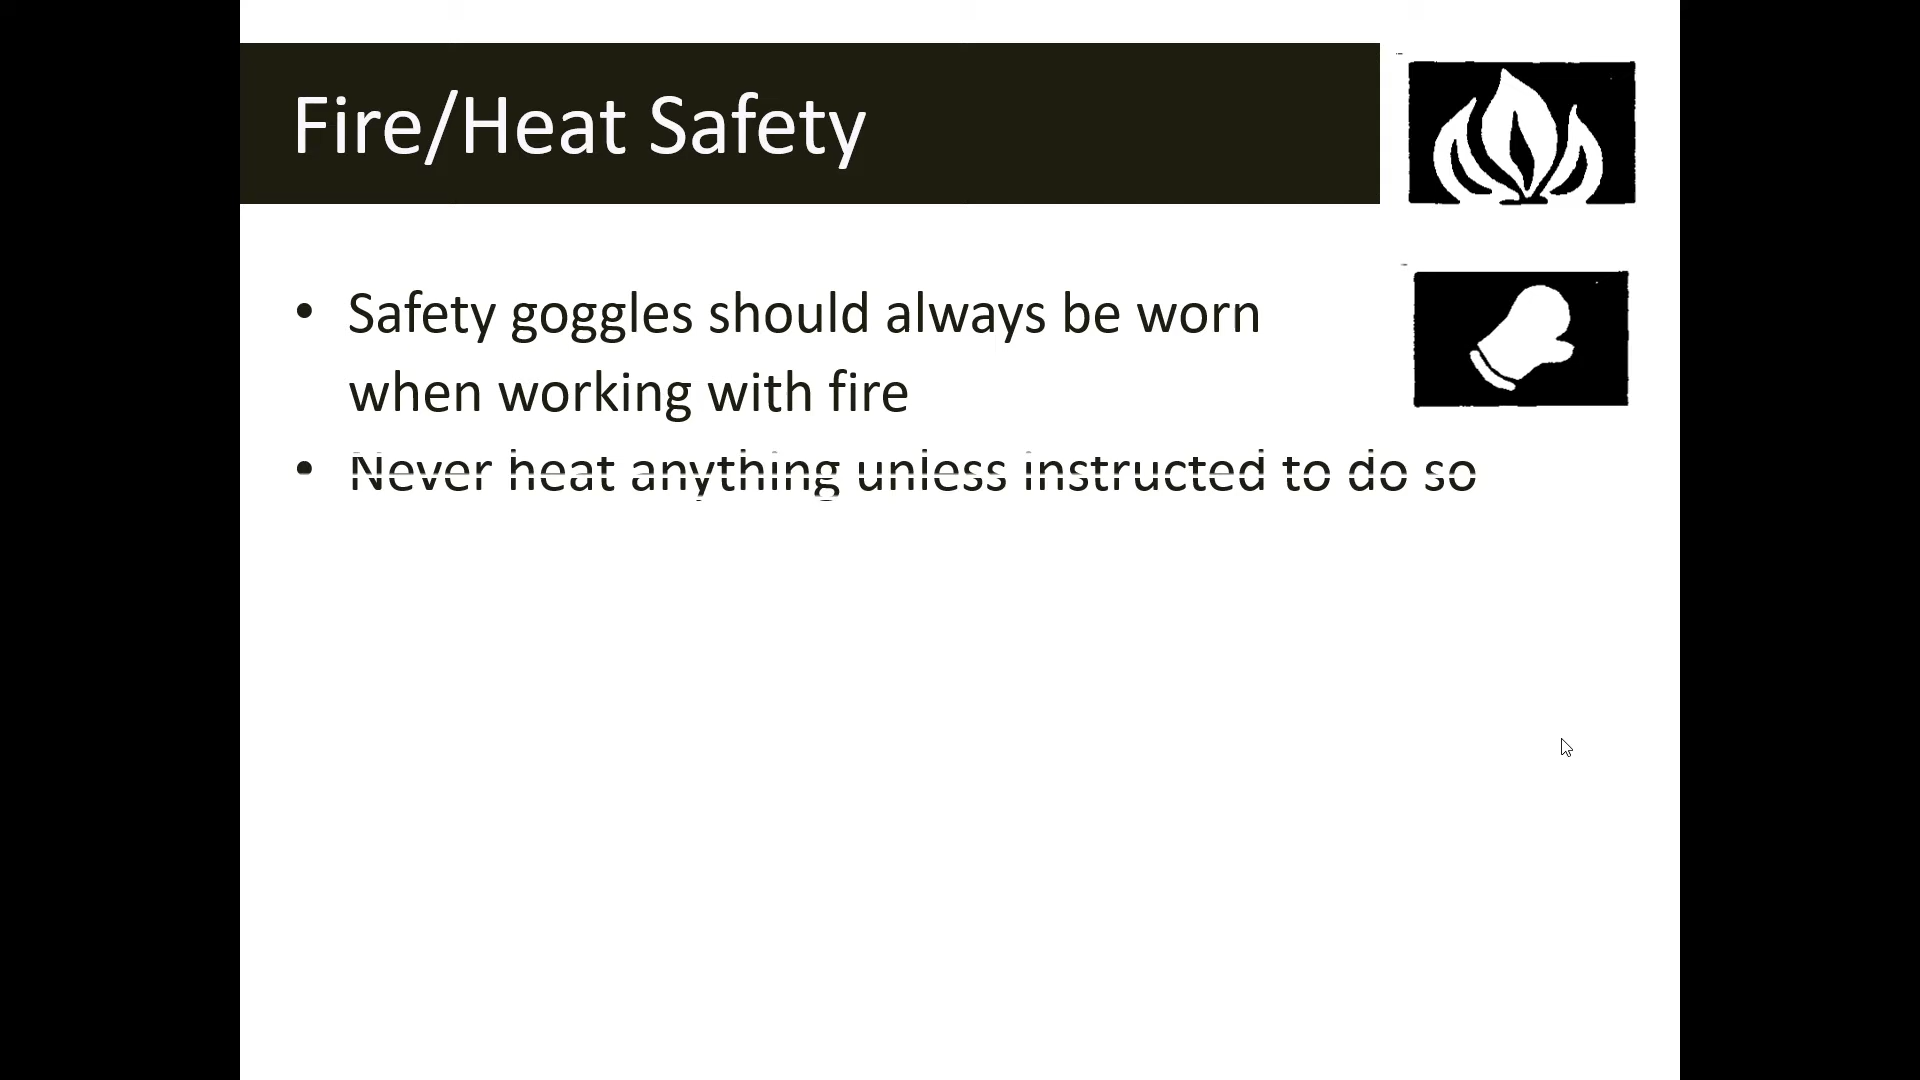 Fire/Heat Safety
• Safety goggles should always be worn
when working with fire
• Never heat anything unless instructed to do so